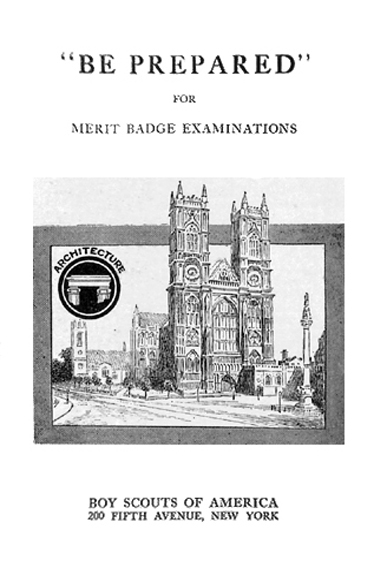 "BE PREPARED"
FOR
MERIT BADGE EXAMINATIONS
ARCHITECTURE
BOY SCOUTS OF AMERICA
200 FIFTH AVENUE, NEW YORK